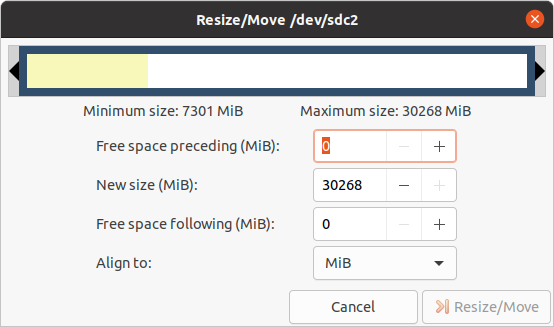 Resize/Move /dev/sdc2
Minimum size: 7301 MiB Maximum size: 30268 MiB
Free space preceding (MiB): 0
New size (MiB): 30268
Free space following (MiB): 0
Align to: MiB
Cancel Resize/Move